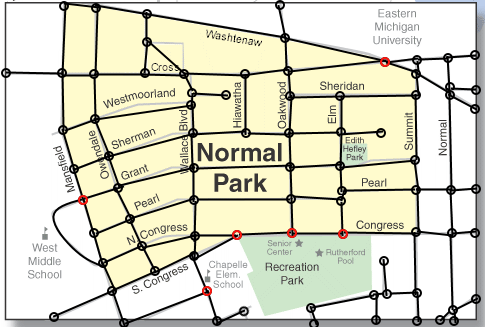 Eastern
Michigan
University
Washtenaw
Cross
Sheridan
Westmoorland
Hiawatha
Oakwood
Elm
Summit
Normal
Mansfield
Owendale
Sherman
Wallace Blvd
Edith
Hefley
Park
Normal
Park
Grant
Pearl
Pearl
N. Congress
Congress
S. Congress
West
Middle
School
Chapelle
Elem.
School
Senior
Center
Rutherford
Pool
Recreation
Park